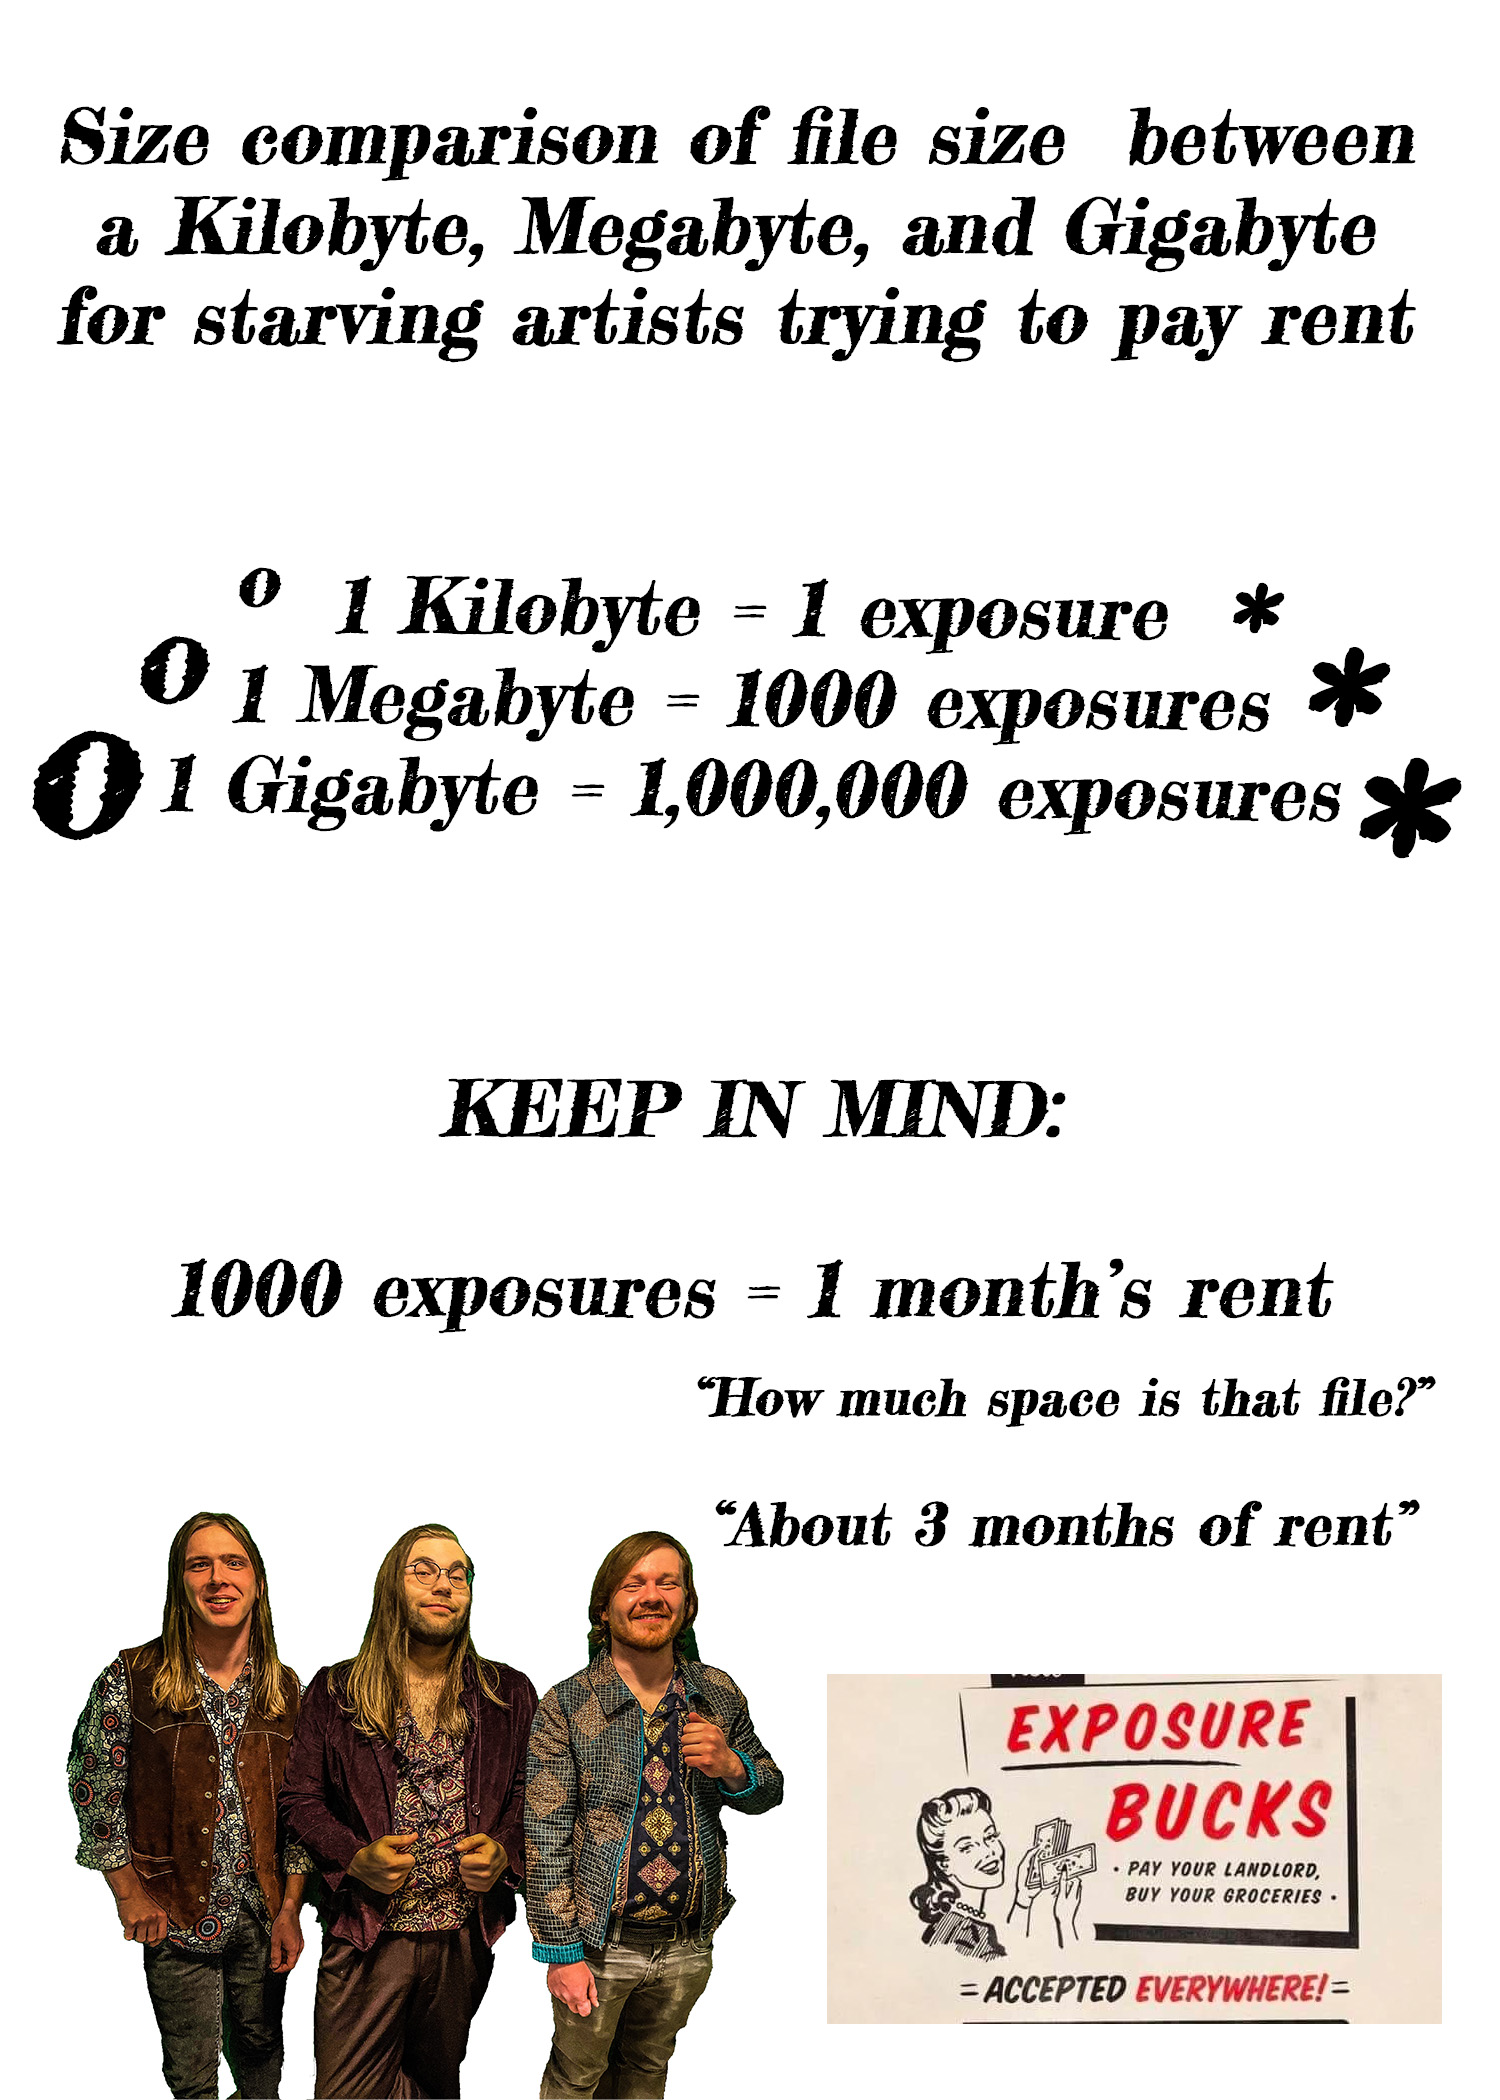 Size comparison of file size between
a Kilobyte, Megabyte, and Gigabyte
for starving artists trying to pay rent
o 1 Kilobyte = 1 exposure *
o 1 Megabyte = 1000 exposures *
o 1 Gigabyte = 1,000,000 exposures *
KEEP IN MIND:
1000 exposures = 1 month's rent
“How much space is that file?”
“About 3 months of rent”
EXPOSURE
BUCKS
• PAY YOUR LANDLORD,
BUY YOUR GROCERIES •
= ACCEPTED EVERYWHERE! =